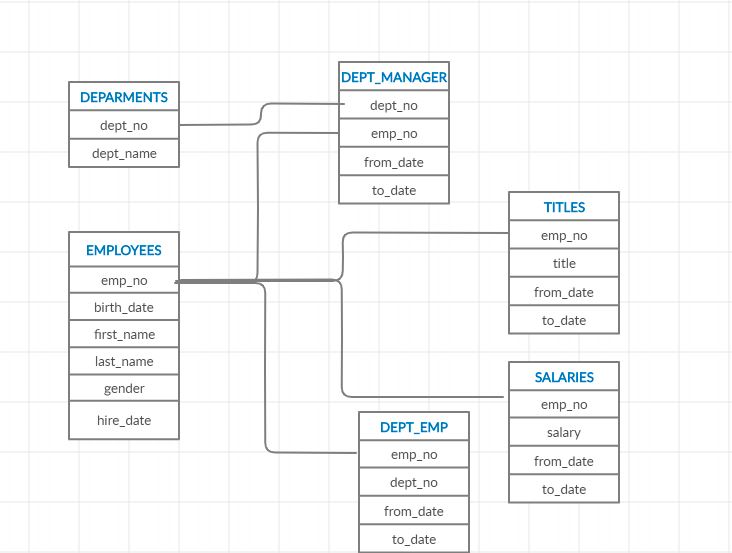 DEPARMENTS
dept_no
dept_name
DEPT_MANAGER
dept_no
emp_no
from_date
to_date
EMPLOYEES
emp_no
birth_date
first_name
last_name
gender
hire_date
TITLES
emp_no
title
from_date
to_date
SALARIES
emp_no
salary
from_date
to_date
DEPT_EMP
emp_no
dept_no
from_date
to_date